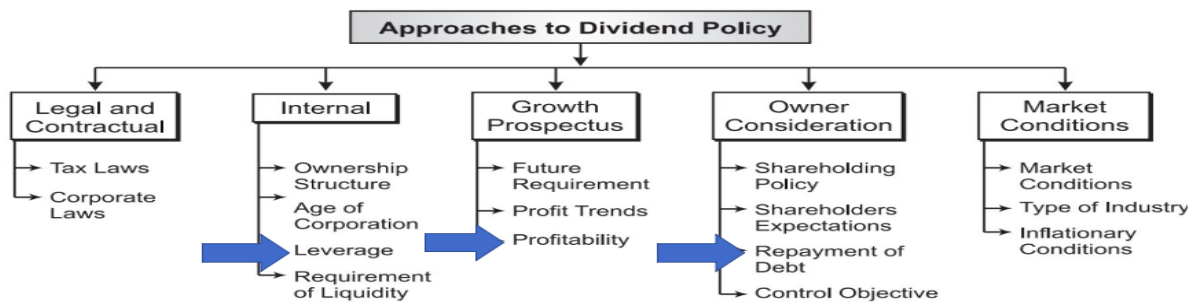 Approaches to Dividend Policy
Legal and
Contractual
Tax Laws
Corporate
Laws
Internal
Ownership
Structure
Age of
Corporation
Leverage
Requirement
of Liquidity
Growth
Prospectus
Future
Requirement
Profit Trends
Profitability
Owner
Consideration
Shareholding
Policy
Shareholders
Expectations
Repayment of
Debt
Control Objective
Market
Conditions
Market
Conditions
Type of Industry
Inflationary
Conditions